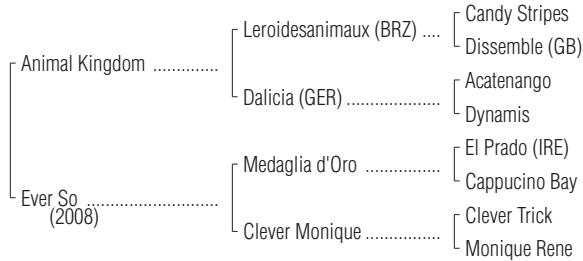 Candy Stripes
Leroidesanimaux (BRZ) ....
Dissemble (GB)
Animal Kingdom .............
Acatenango
Dalicia (GER) ...................
Dynamis
El Prado (IRE)
Medaglia d'Oro ...............
Cappucino Bay
Ever So ..........................
(2008)
Clever Trick
Clever Monique ...............
Monique Rene